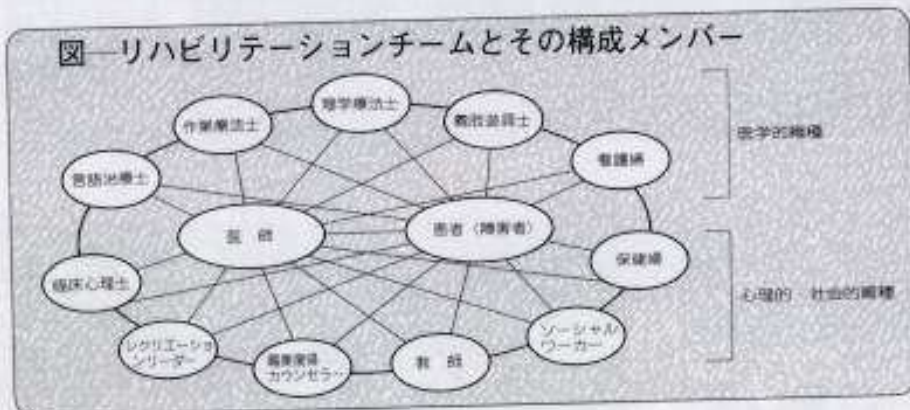 図―リハビリテーションチームとその構成メンバー
理学療法士
作業療法士
義肢装具士
医学的職種
看護婦
言語治療士
医師
患者(障害者)
保健婦
臨床心理士
心理的・社会的職種
レクリエーショ
ンリーダー
ソーシャル
ワーカー
カウンセラー
教師